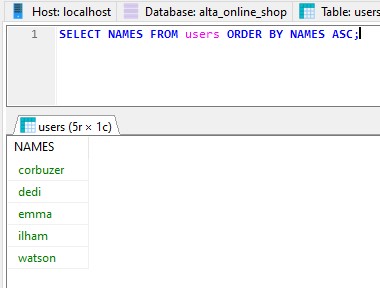 Host: localhost Database: alta_online_shop Table: users
1 SELECT NAMES FROM users ORDER BY NAMES ASC;
users (5r × 1c)
NAMES
corbuzer
dedi
emma
ilham
watson